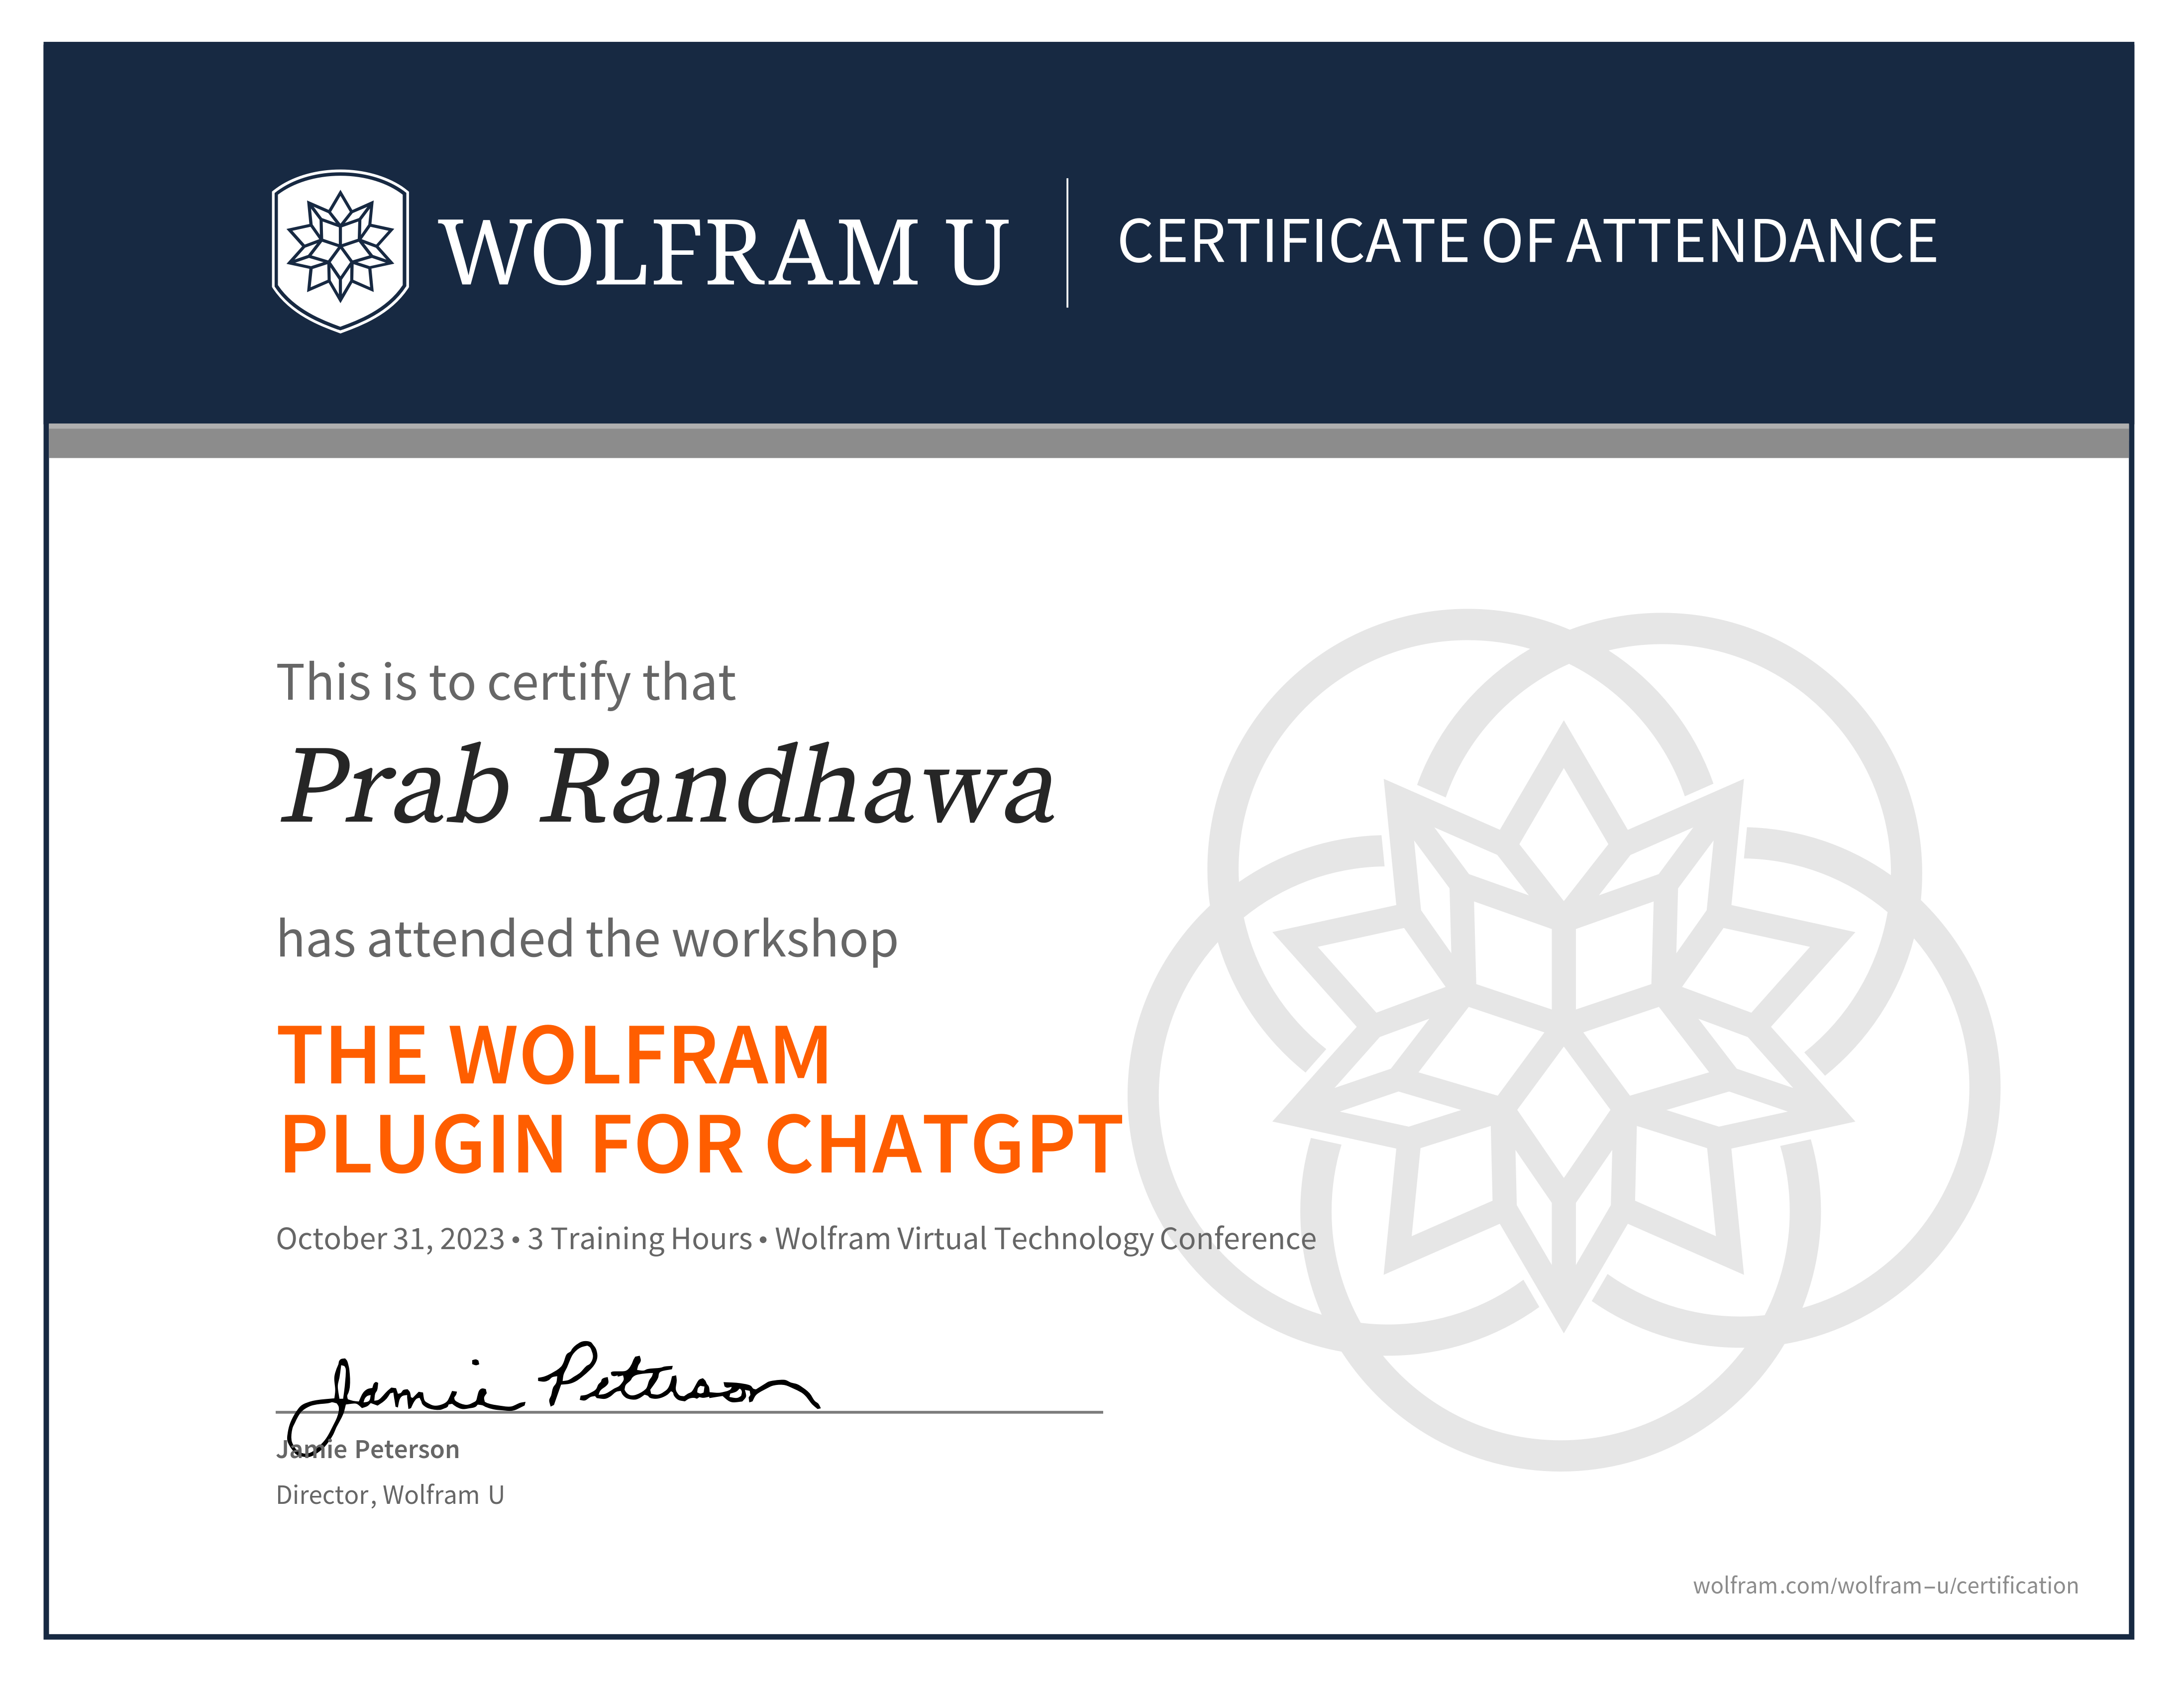 WOLFRAM U
CERTIFICATE OF ATTENDANCE
This is to certify that
Prab Randhawa
has attended the workshop
THE WOLFRAM
PLUGIN FOR CHATGPT
October 31, 2023 • 3 Training Hours • Wolfram Virtual Technology Conference
Jamie Peterson
Jamie Peterson
Director, Wolfram U
wolfram.com/wolfram–u/certification